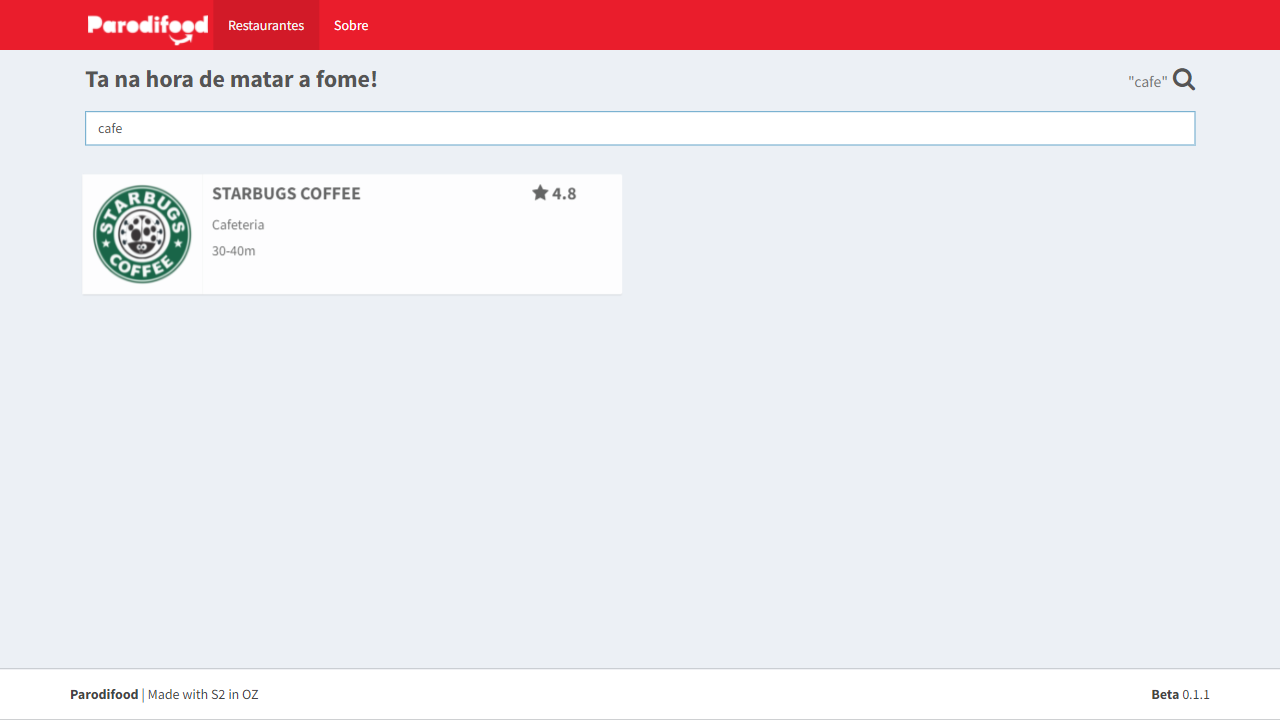 Parodifood Restaurantes Sobre
Ta na hora de matar a fome! "cafe"
cafe
STARBUGS COFFEE
STARBUGS COFFEE 4.8
Cafeteria
30-40m
Parodifood | Made with S2 in OZ Beta 0.1.1